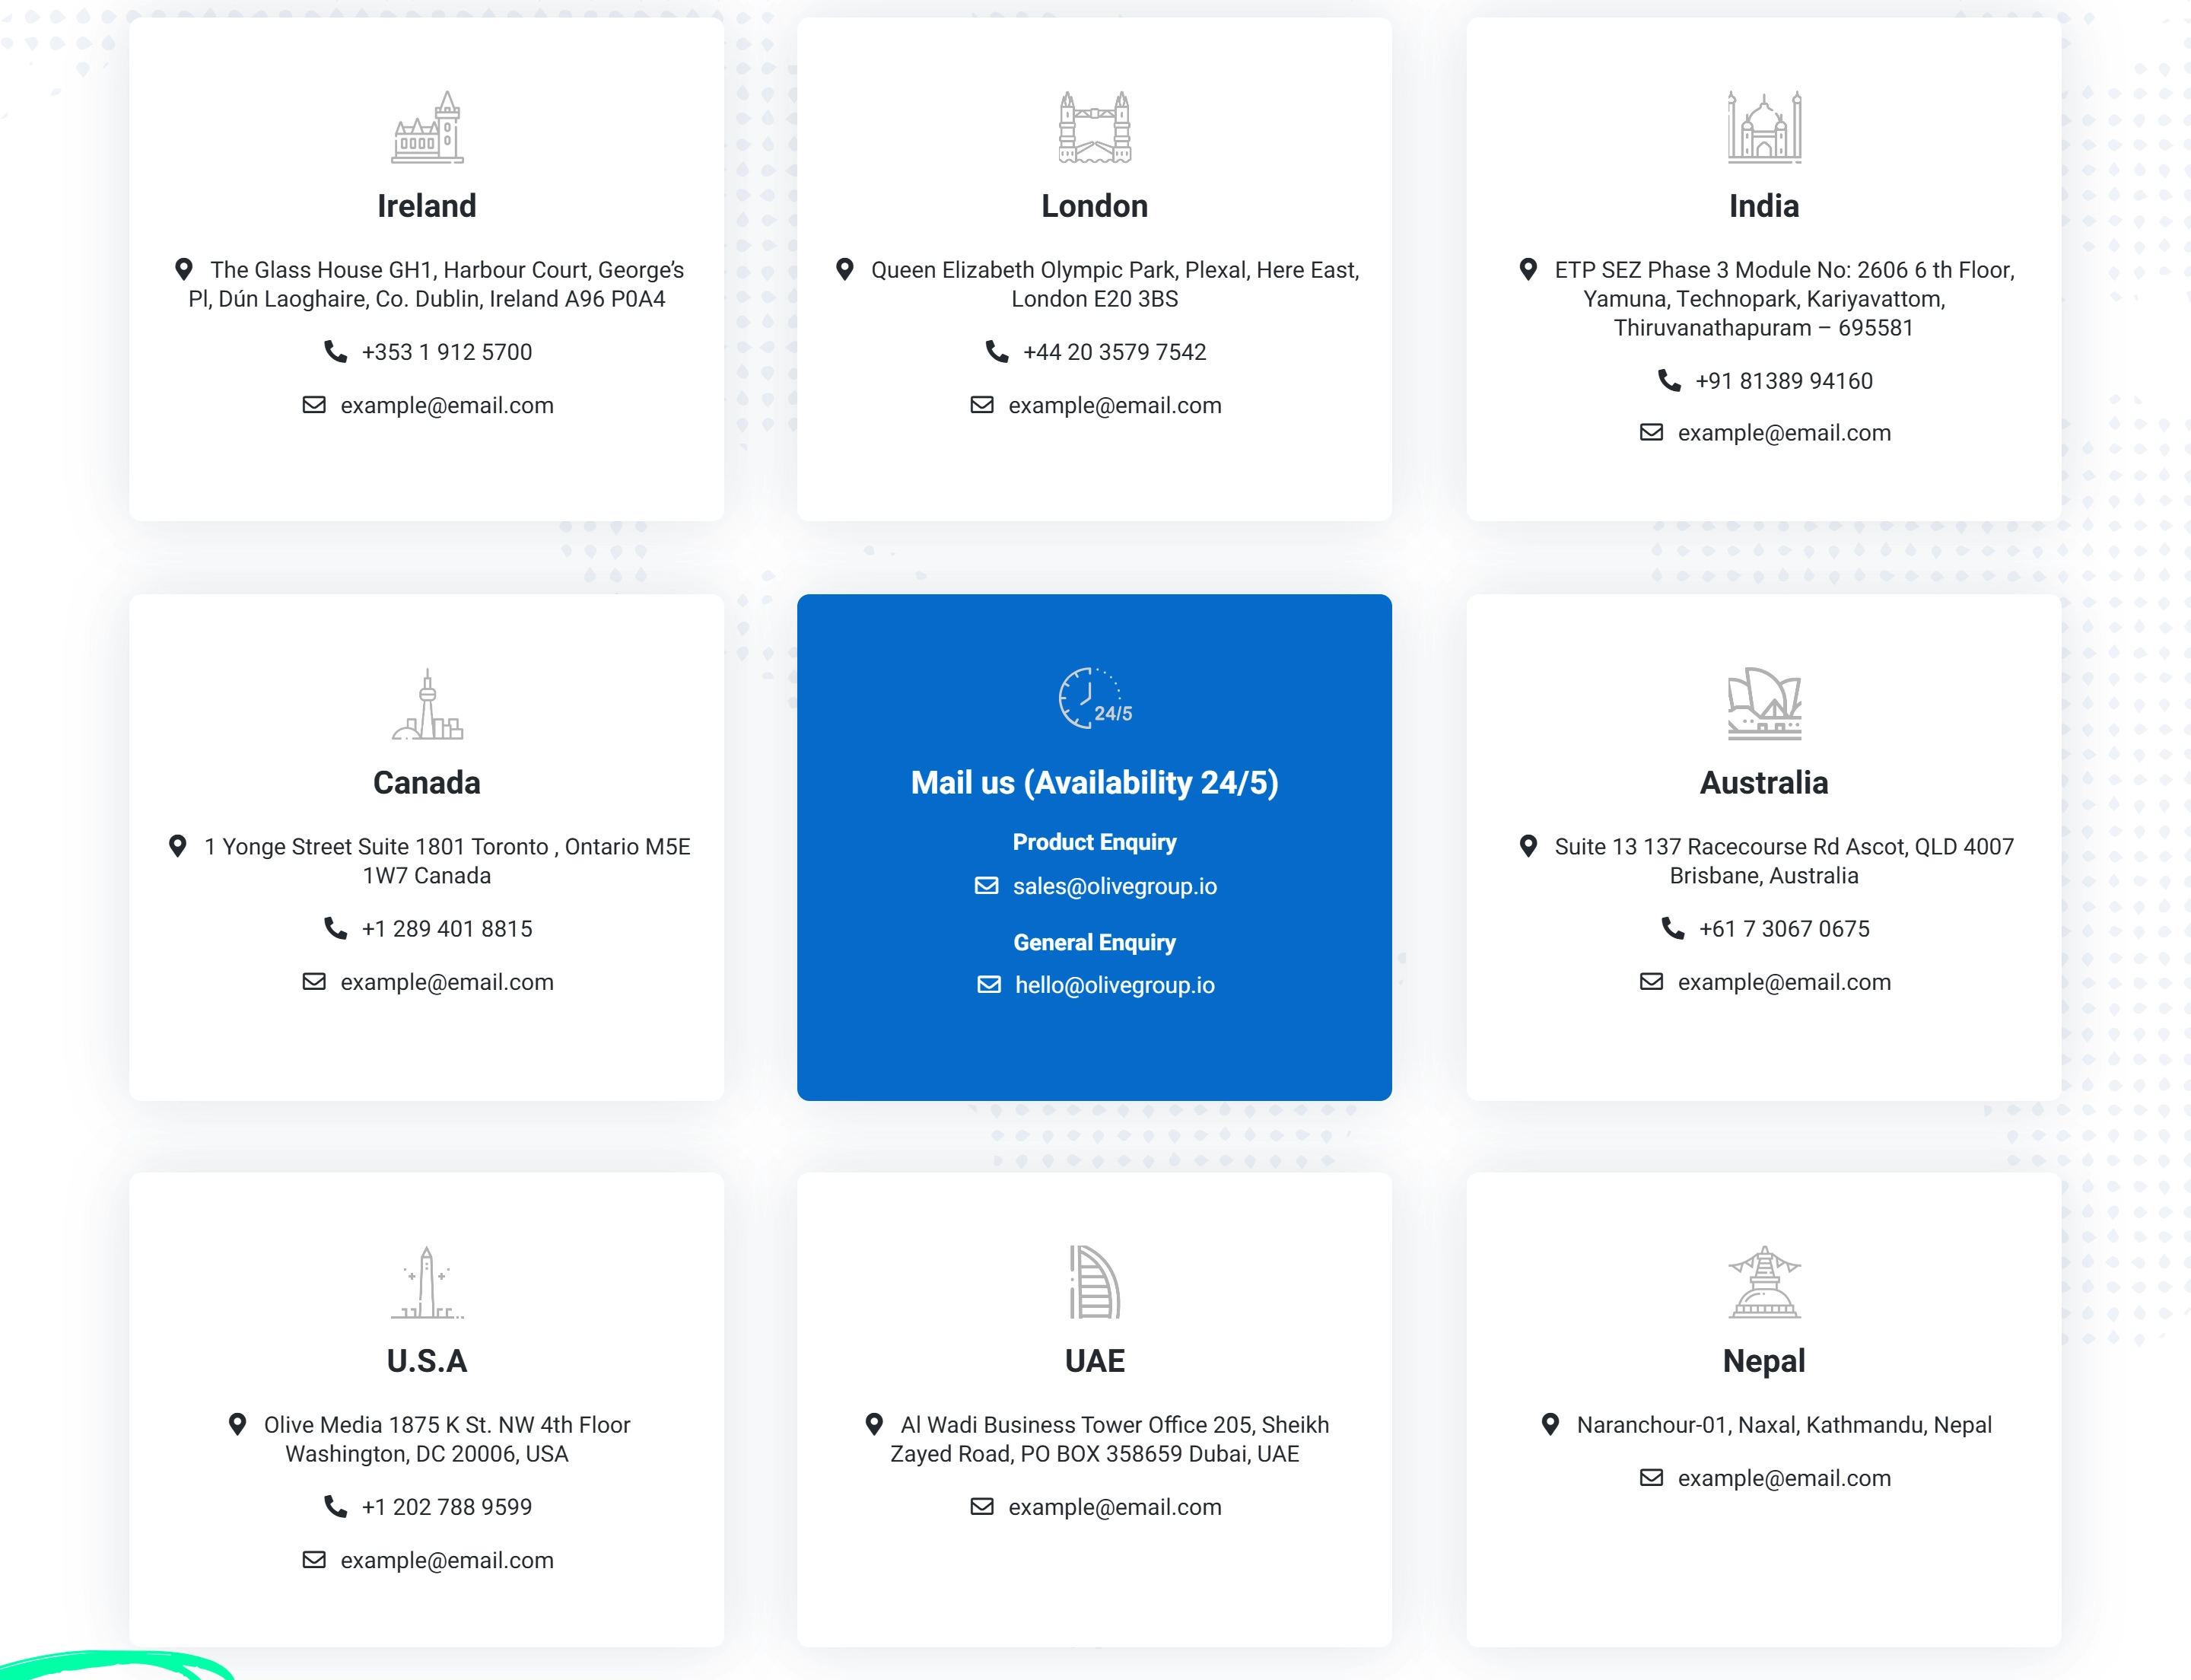 Ireland
The Glass House GH1, Harbour Court, George’s
Pl, Dún Laoghaire, Co. Dublin, Ireland A96 P0A4
+353 1 912 5700
example@email.com
London
Queen Elizabeth Olympic Park, Plexal, Here East,
London E20 3BS
+44 20 3579 7542
example@email.com
India
ETP SEZ Phase 3 Module No: 2606 6 th Floor,
Yamuna, Technopark, Kariyavattom,
Thiruvanathapuram – 695581
+91 81389 94160
example@email.com
Canada
1 Yonge Street Suite 1801 Toronto , Ontario M5E
1W7 Canada
+1 289 401 8815
example@email.com
24/5
Mail us (Availability 24/5)
Product Enquiry
sales@olivegroup.io
General Enquiry
hello@olivegroup.io
Australia
Suite 13 137 Racecourse Rd Ascot, QLD 4007
Brisbane, Australia
+61 7 3067 0675
example@email.com
U.S.A
Olive Media 1875 K St. NW 4th Floor
Washington, DC 20006, USA
+1 202 788 9599
example@email.com
UAE
Al Wadi Business Tower Office 205, Sheikh
Zayed Road, PO BOX 358659 Dubai, UAE
example@email.com
Nepal
Naranchour-01, Naxal, Kathmandu, Nepal
example@email.com